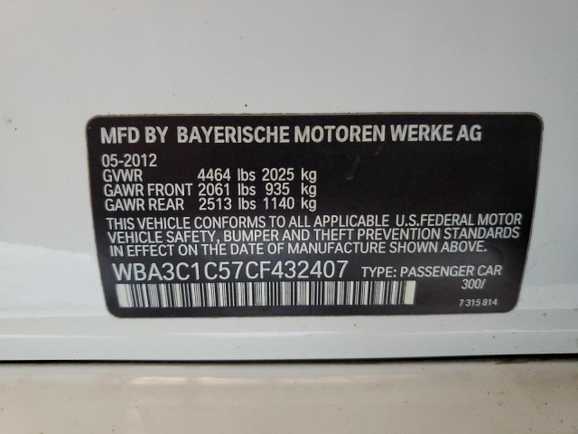 MFD BY BAYERISCHE MOTOREN WERKE AG
05-2012
GVWR 4464 lbs 2025 kg
GAWR FRONT 2061 lbs 935 kg
GAWR REAR 2513 lbs 1140 kg
THIS VEHICLE CONFORMS TO ALL APPLICABLE U.S.FEDERAL MOTOR
VEHICLE SAFETY, BUMPER AND THEFT PREVENTION STANDARDS
IN EFFECT ON THE DATE OF MANUFACTURE SHOWN ABOVE.
WBA3C1C57CF432407 TYPE: PASSENGER CAR
300/
7 315 814